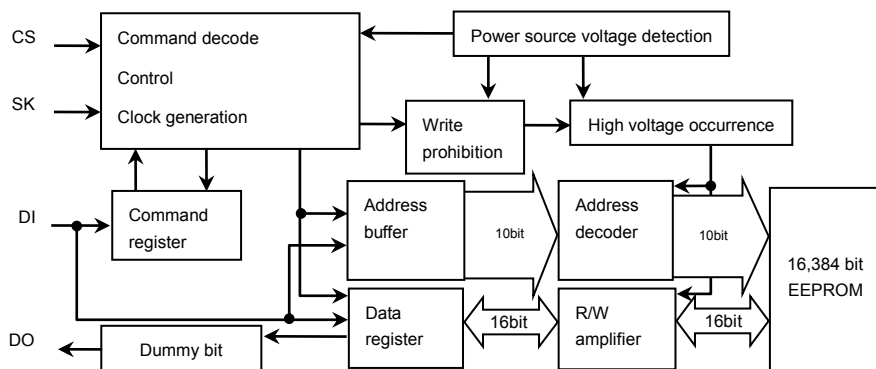 CS
Command decode
Control
Clock generation
Power source voltage detection
SK
Write
prohibition
High voltage occurrence
DI
Command
register
Address
buffer
10bit
Address
decoder
10bit
16,384 bit
EEPROM
Data
register
16bit
R/W
amplifier
16bit
DO
Dummy bit